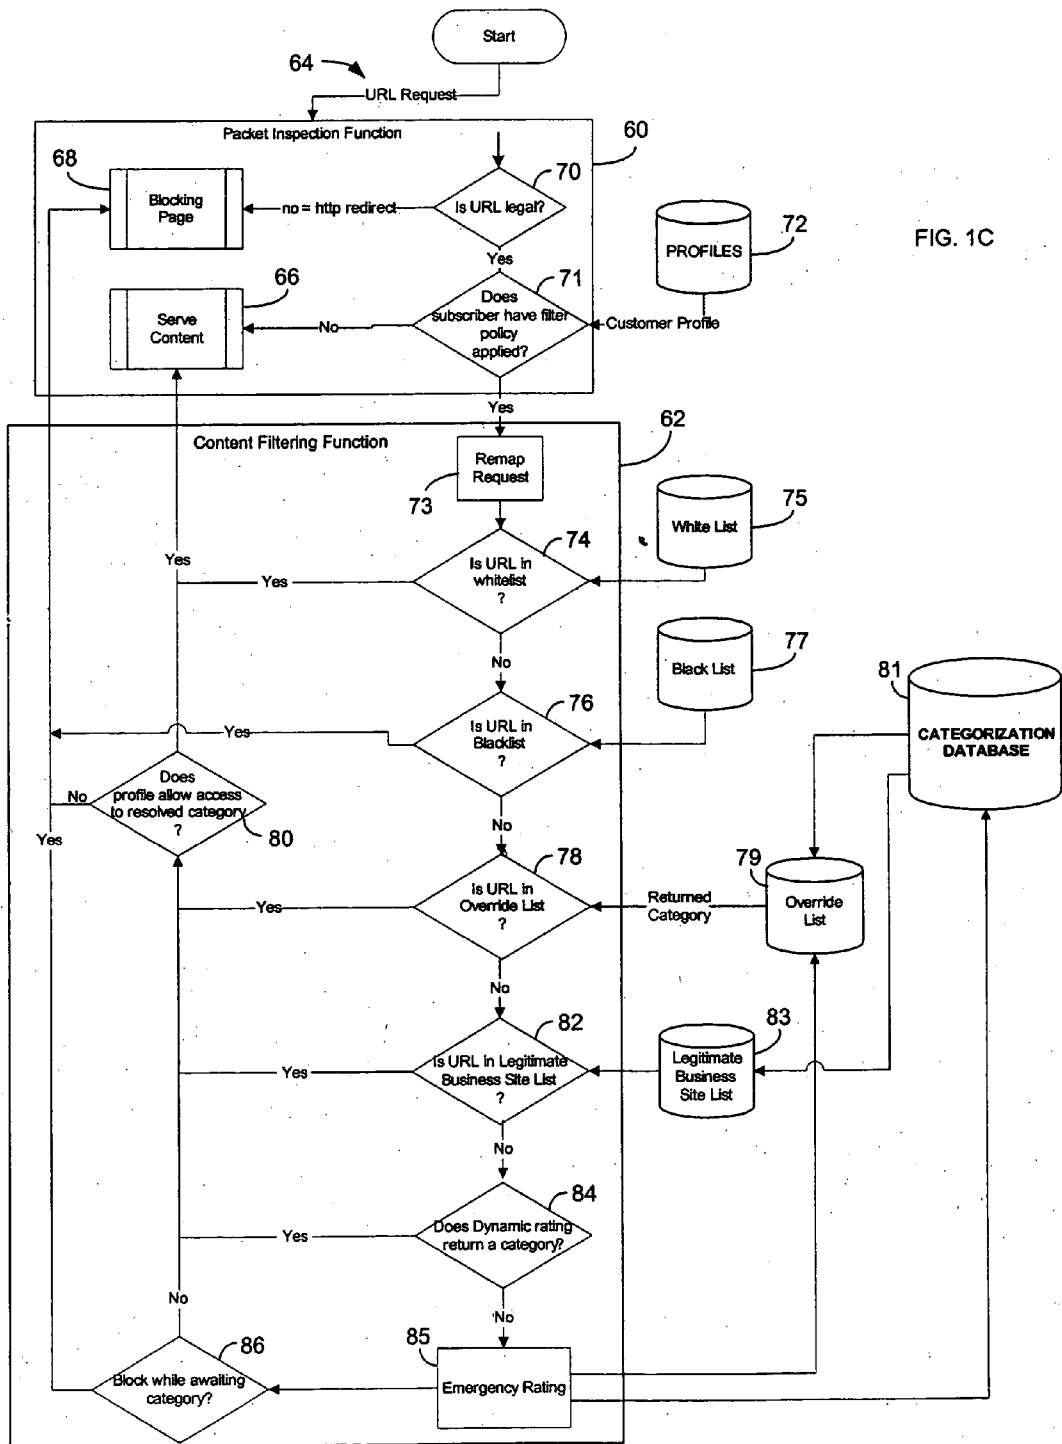 Start
64
URL Request
Packet Inspection Function
60
68
Blocking
Page
no = http redirect
70
Is URL legal?
72
PROFILES
FIG. 1C
Yes
66
Serve
Content
No
71
Does
subscriber have filter
policy
applied?
Customer Profile
Yes
62
Content Filtering Function
Remap
Request
73
75
White List
74
Is URL in
whitelist
?
Yes
Yes
No
77
Black List
76
Is URL in
Blacklist
?
Yes
81
CATEGORIZATION
DATABASE
Does
profile allow access
to resolved category
?
No
80
Yes
No
78
Is URL in
Override List
?
Yes
Returned
Category
79
Override
List
No
82
Is URL in Legitimate
Business Site List
?
Yes
83
Legitimate
Business
Site List
No
84
Does Dynamic rating
return a category?
Yes
No
No
86
Block while awaiting
category?
85
Emergency Rating